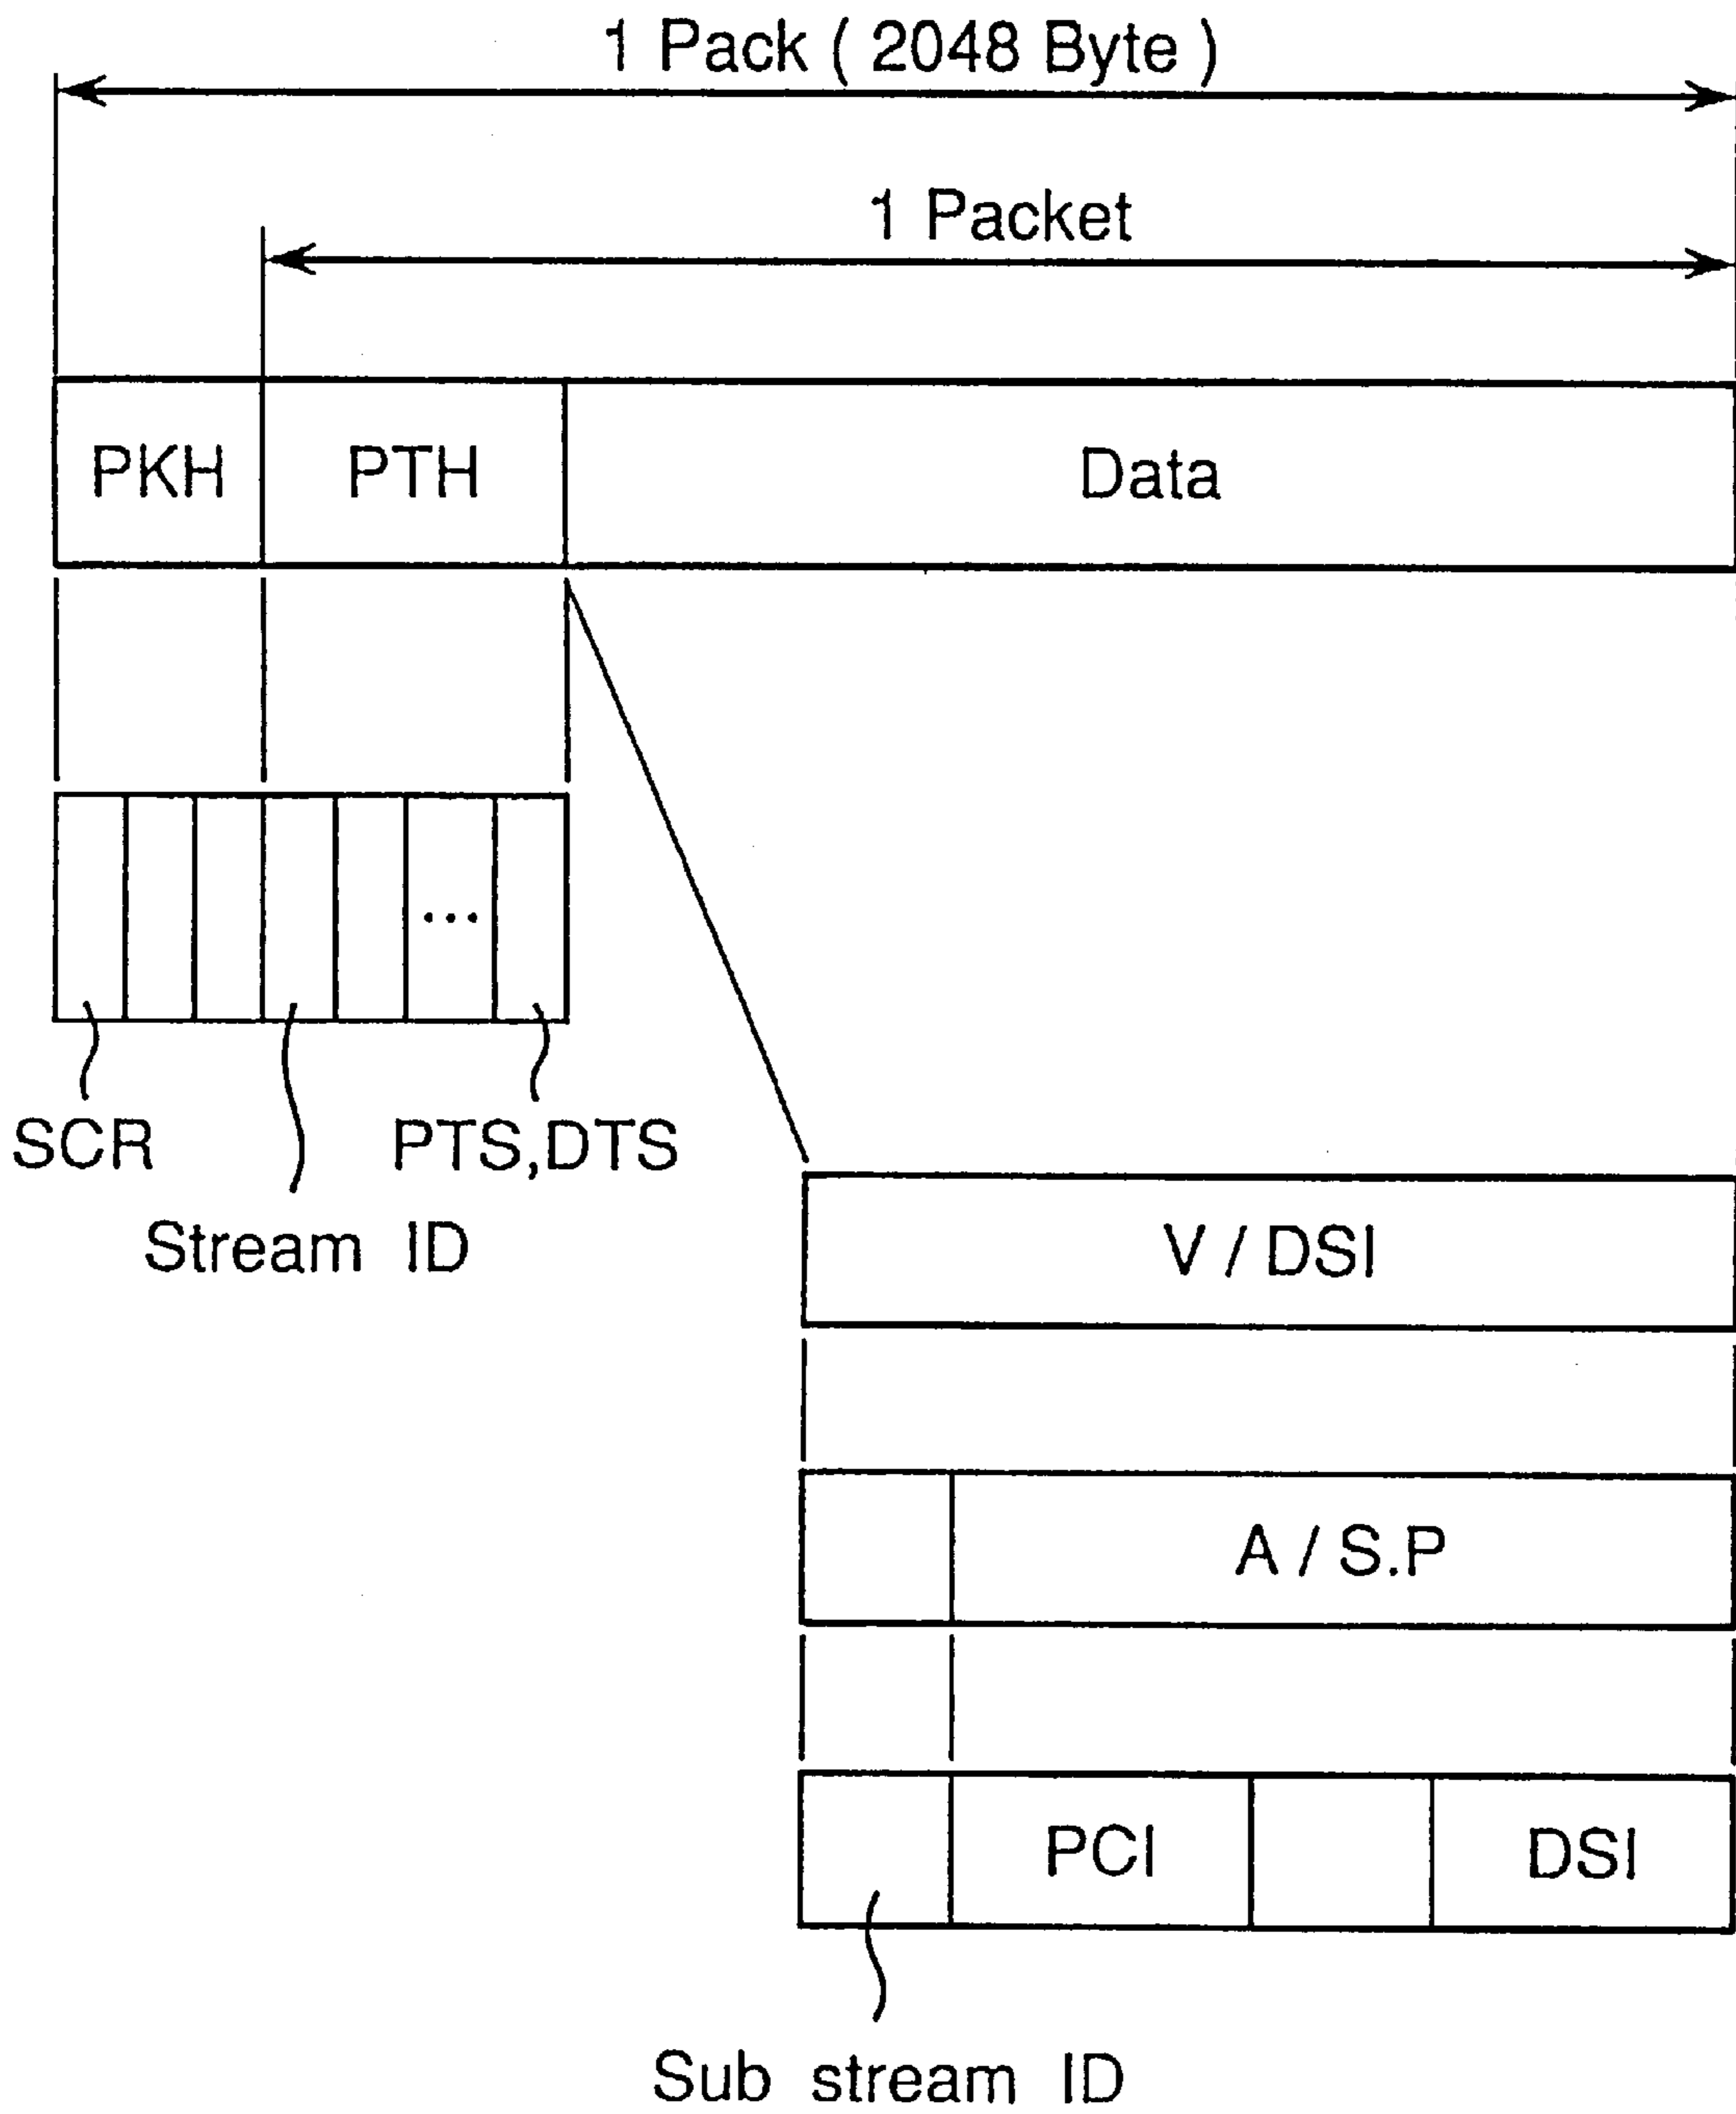 1 Pack ( 2048 Byte )
1 Packet
PKH PTH Data
...
SCR PTS,DTS
Stream ID
V / DSI
A / S.P
PCI DSI
Sub stream ID